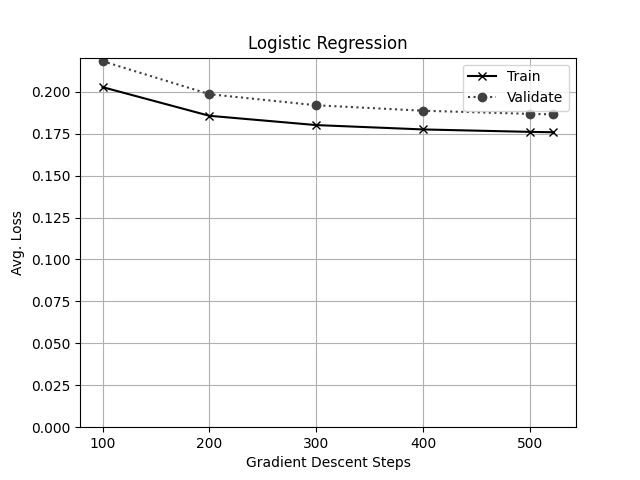 Logistic Regression
Train
Validate
Avg. Loss
0.200
0.175
0.150
0.125
0.100
0.075
0.050
0.025
0.000
100 200 300 400 500
Gradient Descent Steps